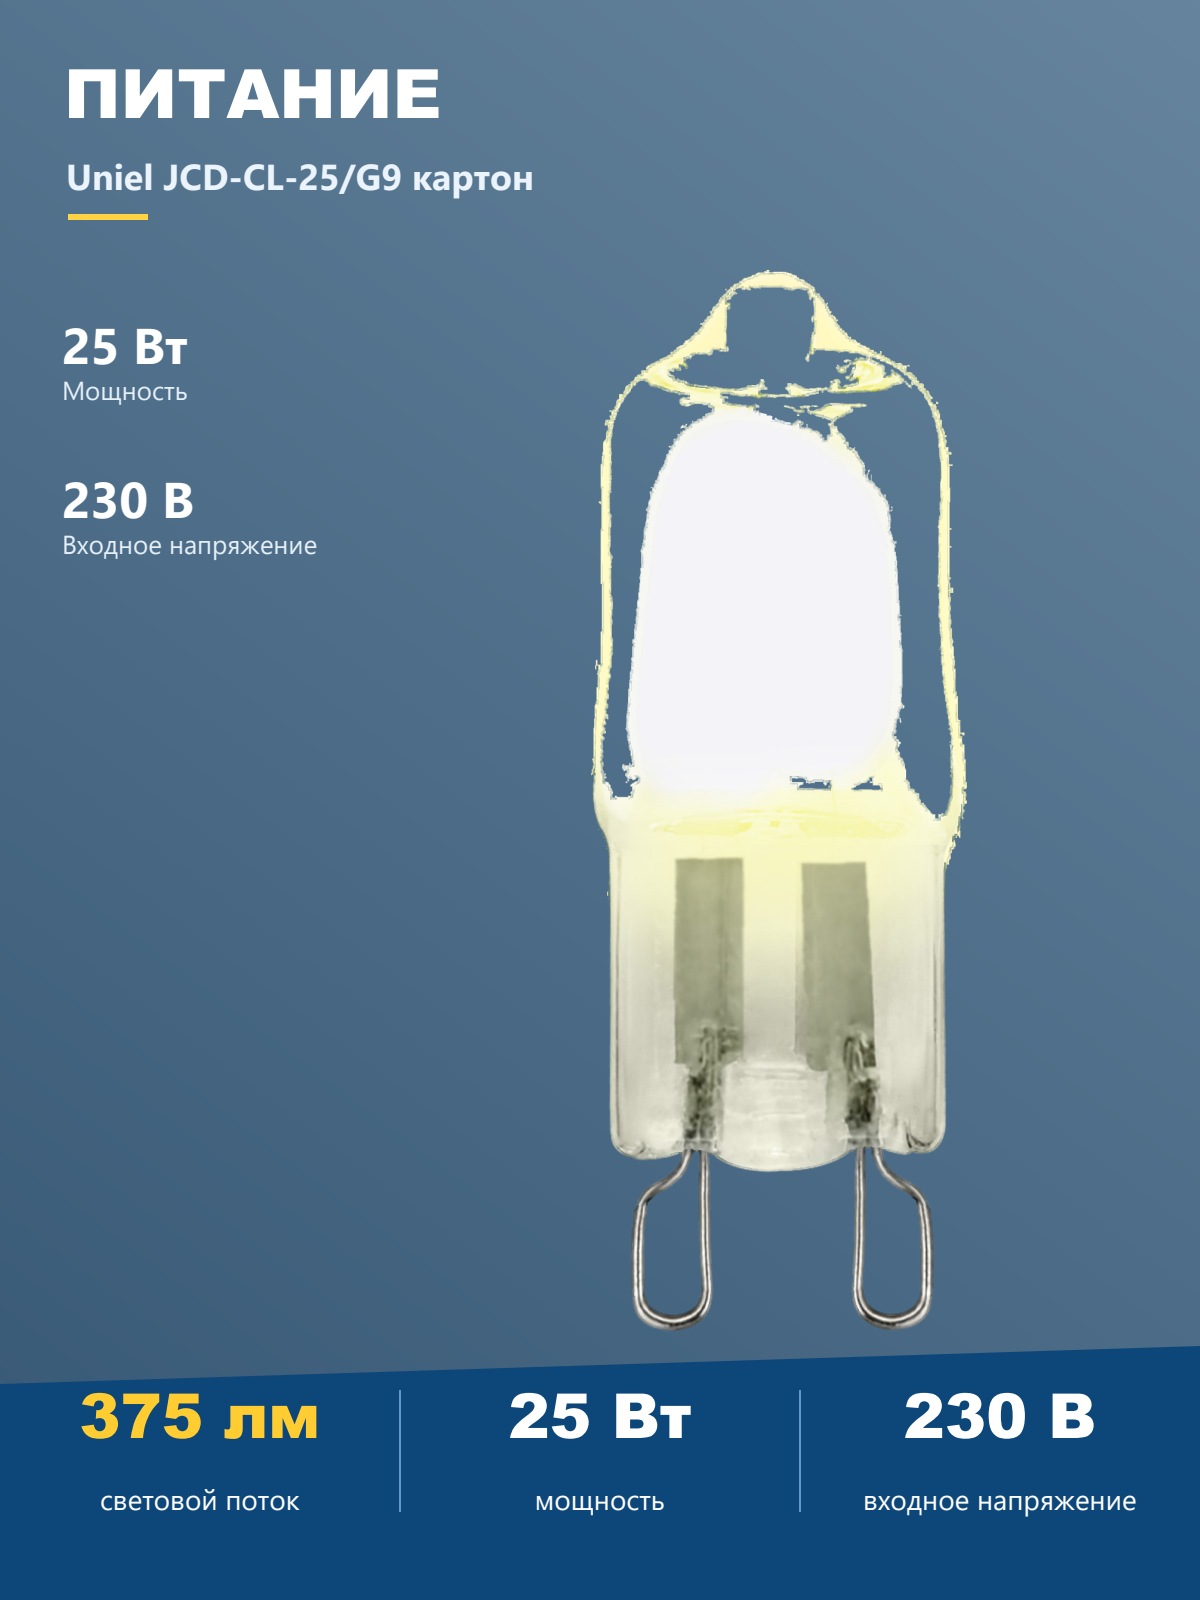 ПИТАНИЕ
Uniel JCD-CL-25/G9 картон
25 Вт
Мощность
230 В
Входное напряжение
375 лм
световой поток
25 Вт
мощность
230 В
входное напряжение